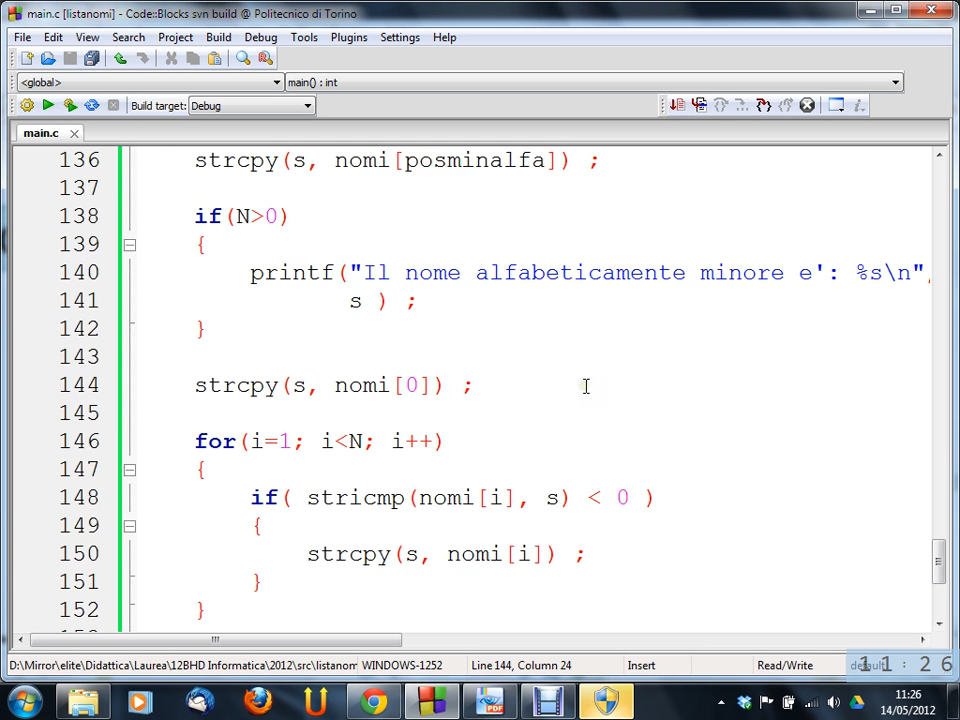 main.c [listanomi] - Code::Blocks svn build @ Politecnico di Torino
File Edit View Search Project Build Debug Tools Plugins Settings Help
<global> main() : int
Build target: Debug
main.c
136 strcpy(s, nomi[posminalfa]) ;
137
138 if(N>0)
139 {
140 printf("Il nome alfabeticamente minore e': %s\n",
141 s ) ;
142 }
143
144 strcpy(s, nomi[0]) ;
145
146 for(i=1; i<N; i++)
147 {
148 if( stricmp(nomi[i], s) < 0 )
149 {
150 strcpy(s, nomi[i]) ;
151 }
152 }
D:\Mirror\elite\Didattica\Laurea\12BHD Informatica\2012\src\listanom WINDOWS-1252 Line 144, Column 24 Insert Read/Write default
11:26
11:26
14/05/2012